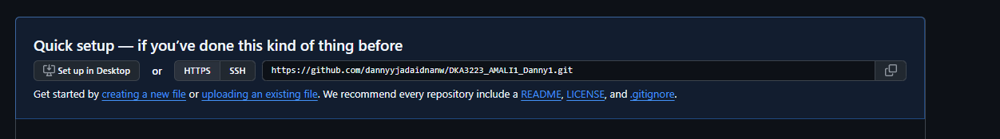 Quick setup — if you've done this kind of thing before
Set up in Desktop or HTTPS SSH https://github.com/dannyyjadaidnanw/DKA3223_AMALI1_Danny1.git
Get started by creating a new file or uploading an existing file. We recommend every repository include a README, LICENSE, and .gitignore.